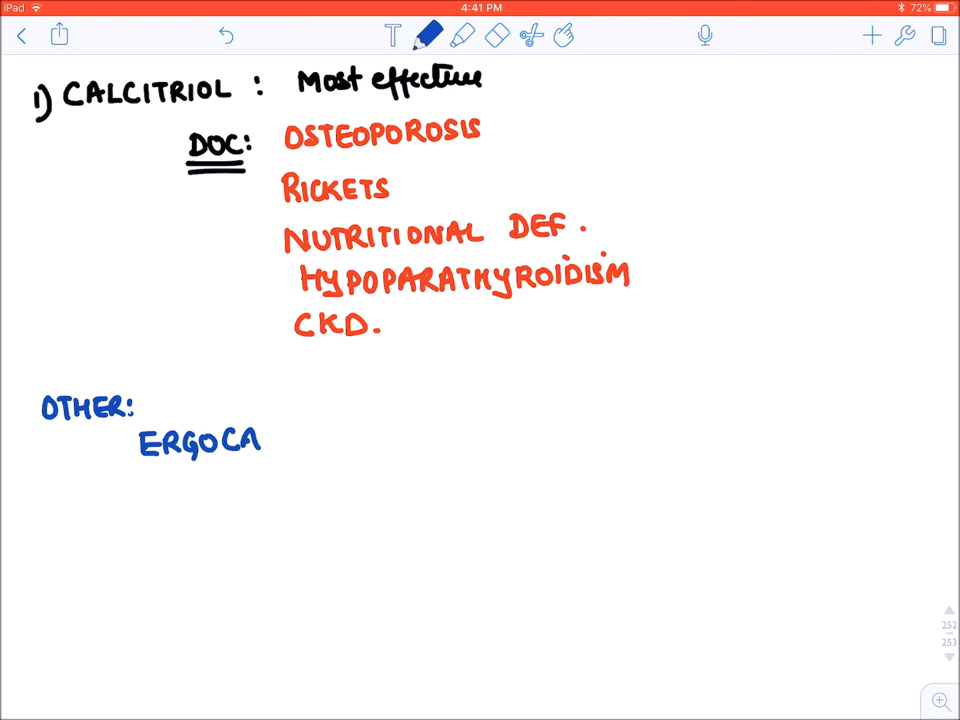 iPad 4:41 PM 72%
T
1) CALCITRIOL : Most effective
DOC: OSTEOPOROSIS
RICKETS
NUTRITIONAL DEF.
HYPOPARATHYROIDISM
CKD.
OTHER:
ERGOCA
252
253